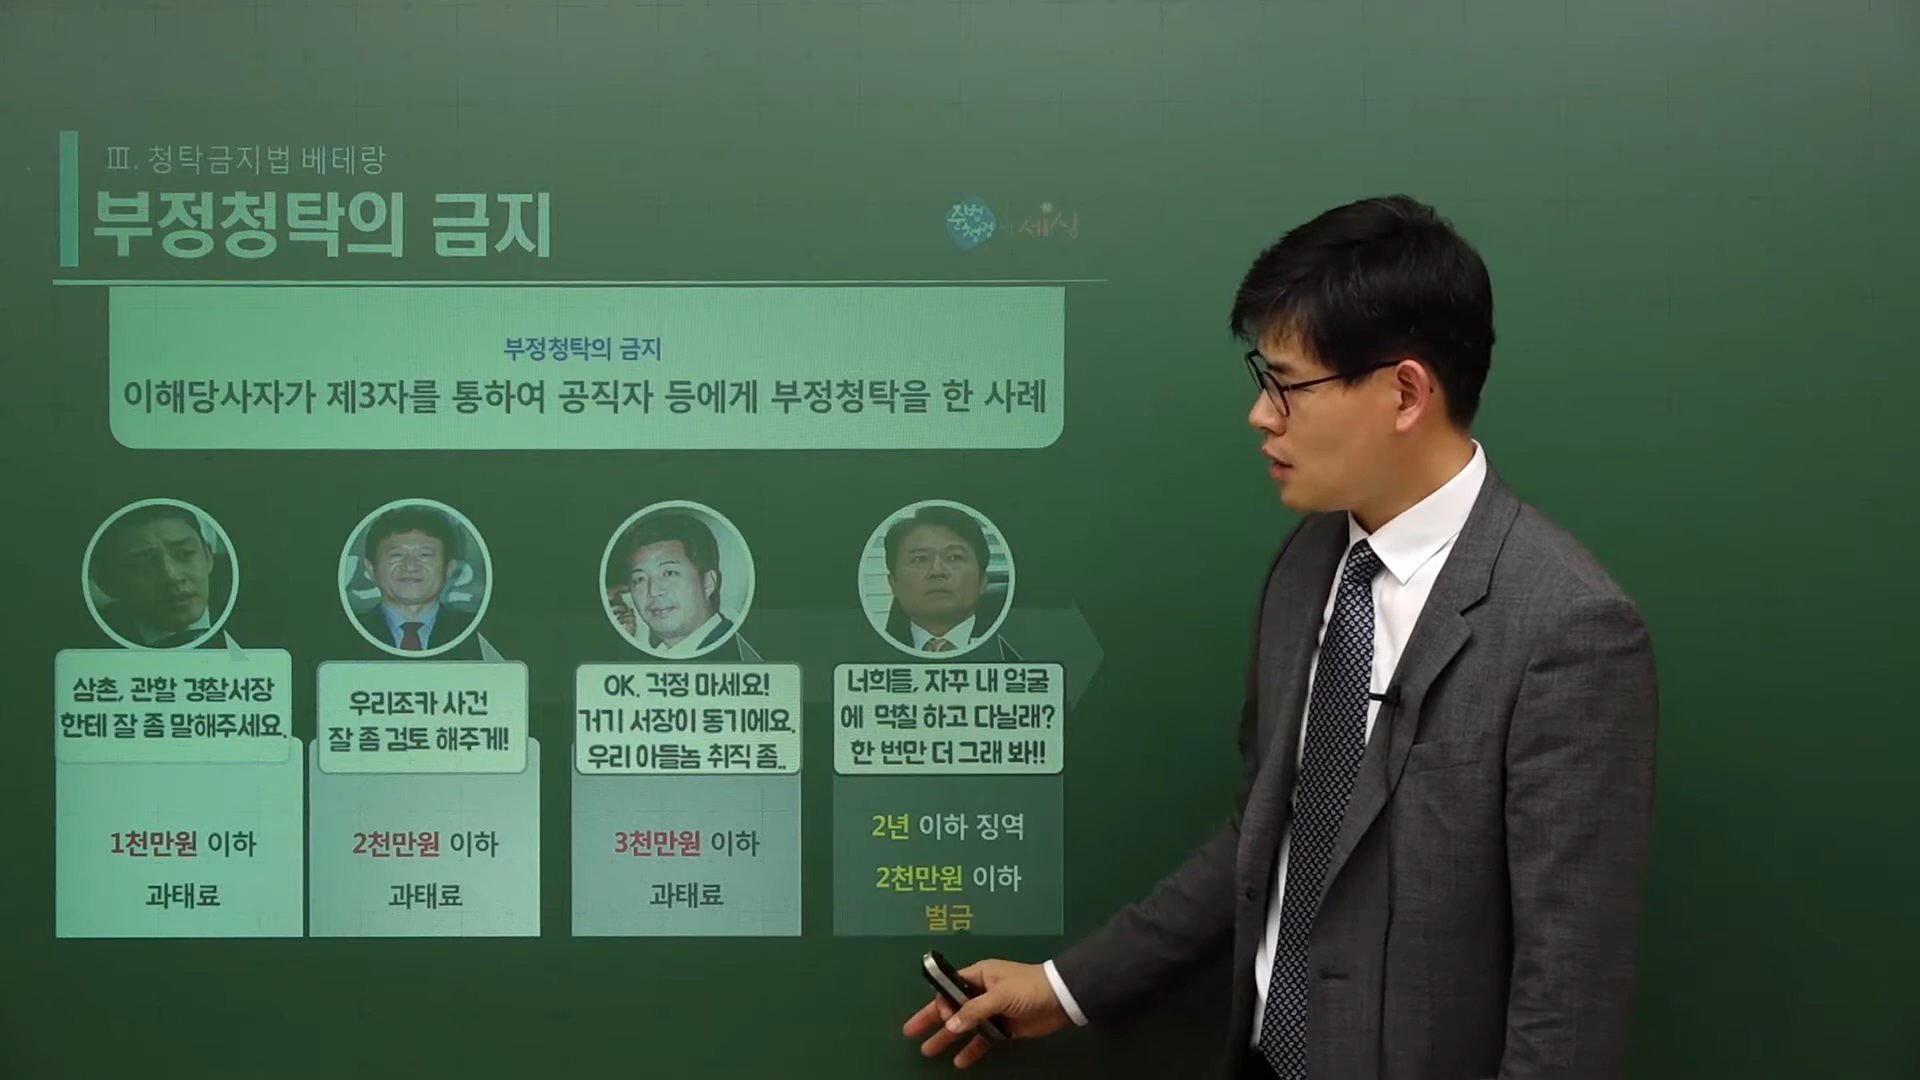 Ⅲ. 청탁금지법 베테랑
부정청탁의 금지
준법
청렴
세상
부정청탁의 금지
이해당사자가 제3자를 통하여 공직자 등에게 부정청탁을 한 사례
삼촌, 관할 경찰서장
한테 잘 좀 말해주세요.
우리조카 사건
잘 좀 검토 해주게!
OK. 걱정 마세요!
거기 서장이 동기에요.
우리 아들놈 취직 좀..
너희들, 자꾸 내 얼굴
에 먹칠 하고 다닐래?
한 번만 더 그래 봐!!
1천만원 이하
과태료
2천만원 이하
과태료
3천만원 이하
과태료
2년 이하 징역
2천만원 이하
벌금